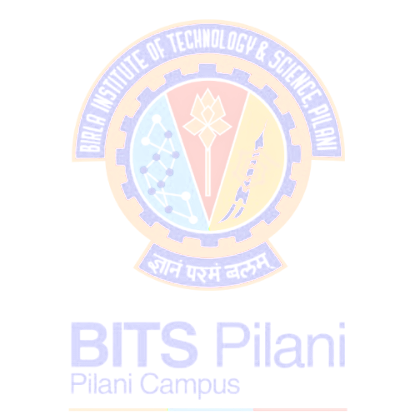 BIRLA INSTITUTE OF TECHNOLOGY & SCIENCE, PILANI
ज्ञानं परमं बलम्
BITS Pilani
Pilani Campus